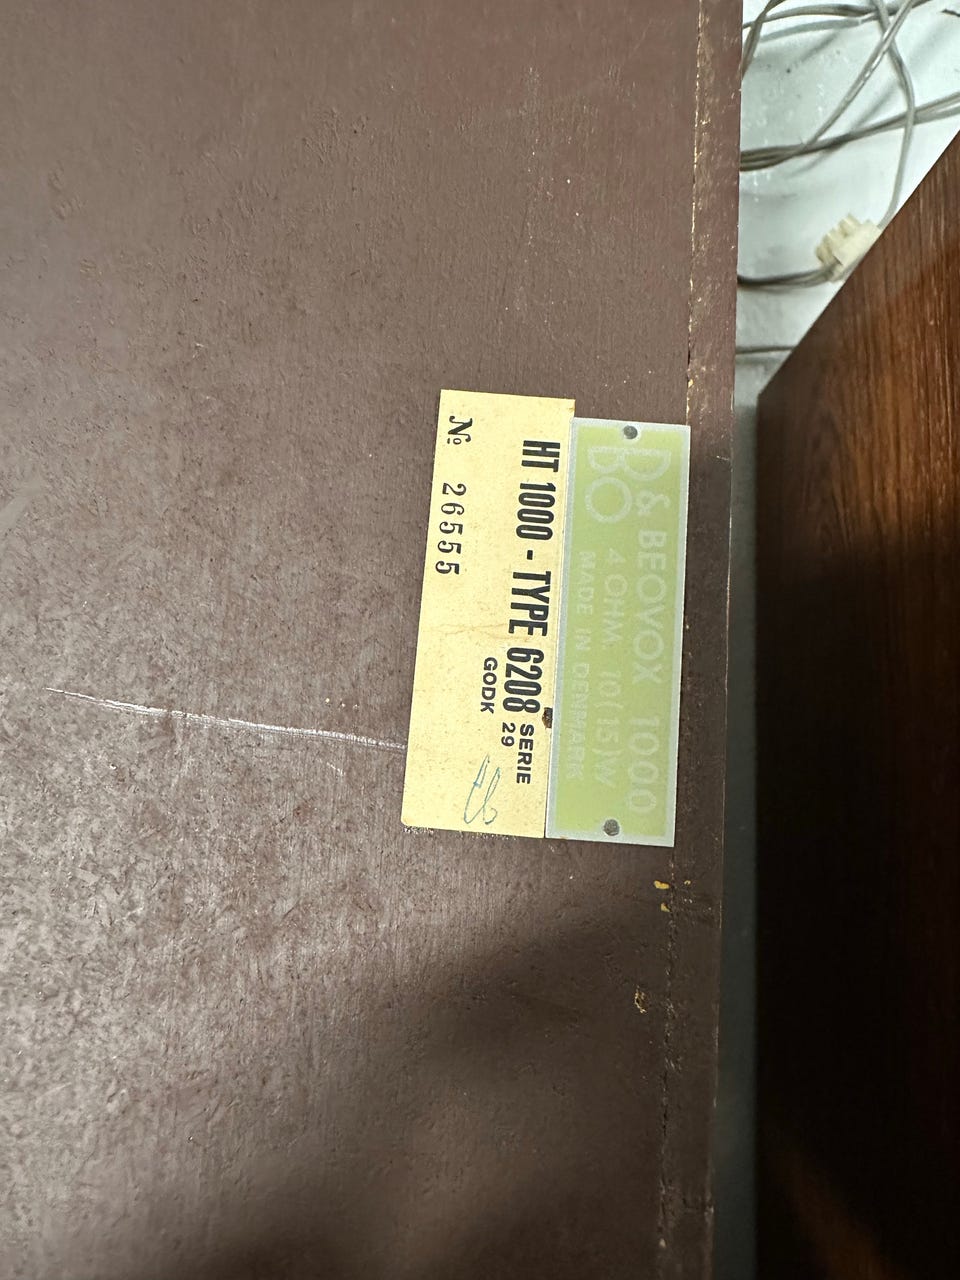 B&O BEOVOX 1000
4 OHM 10(15)W
MADE IN DENMARK
HT 1000 - TYPE 6208 SERIE 29
GODK
№ 26555